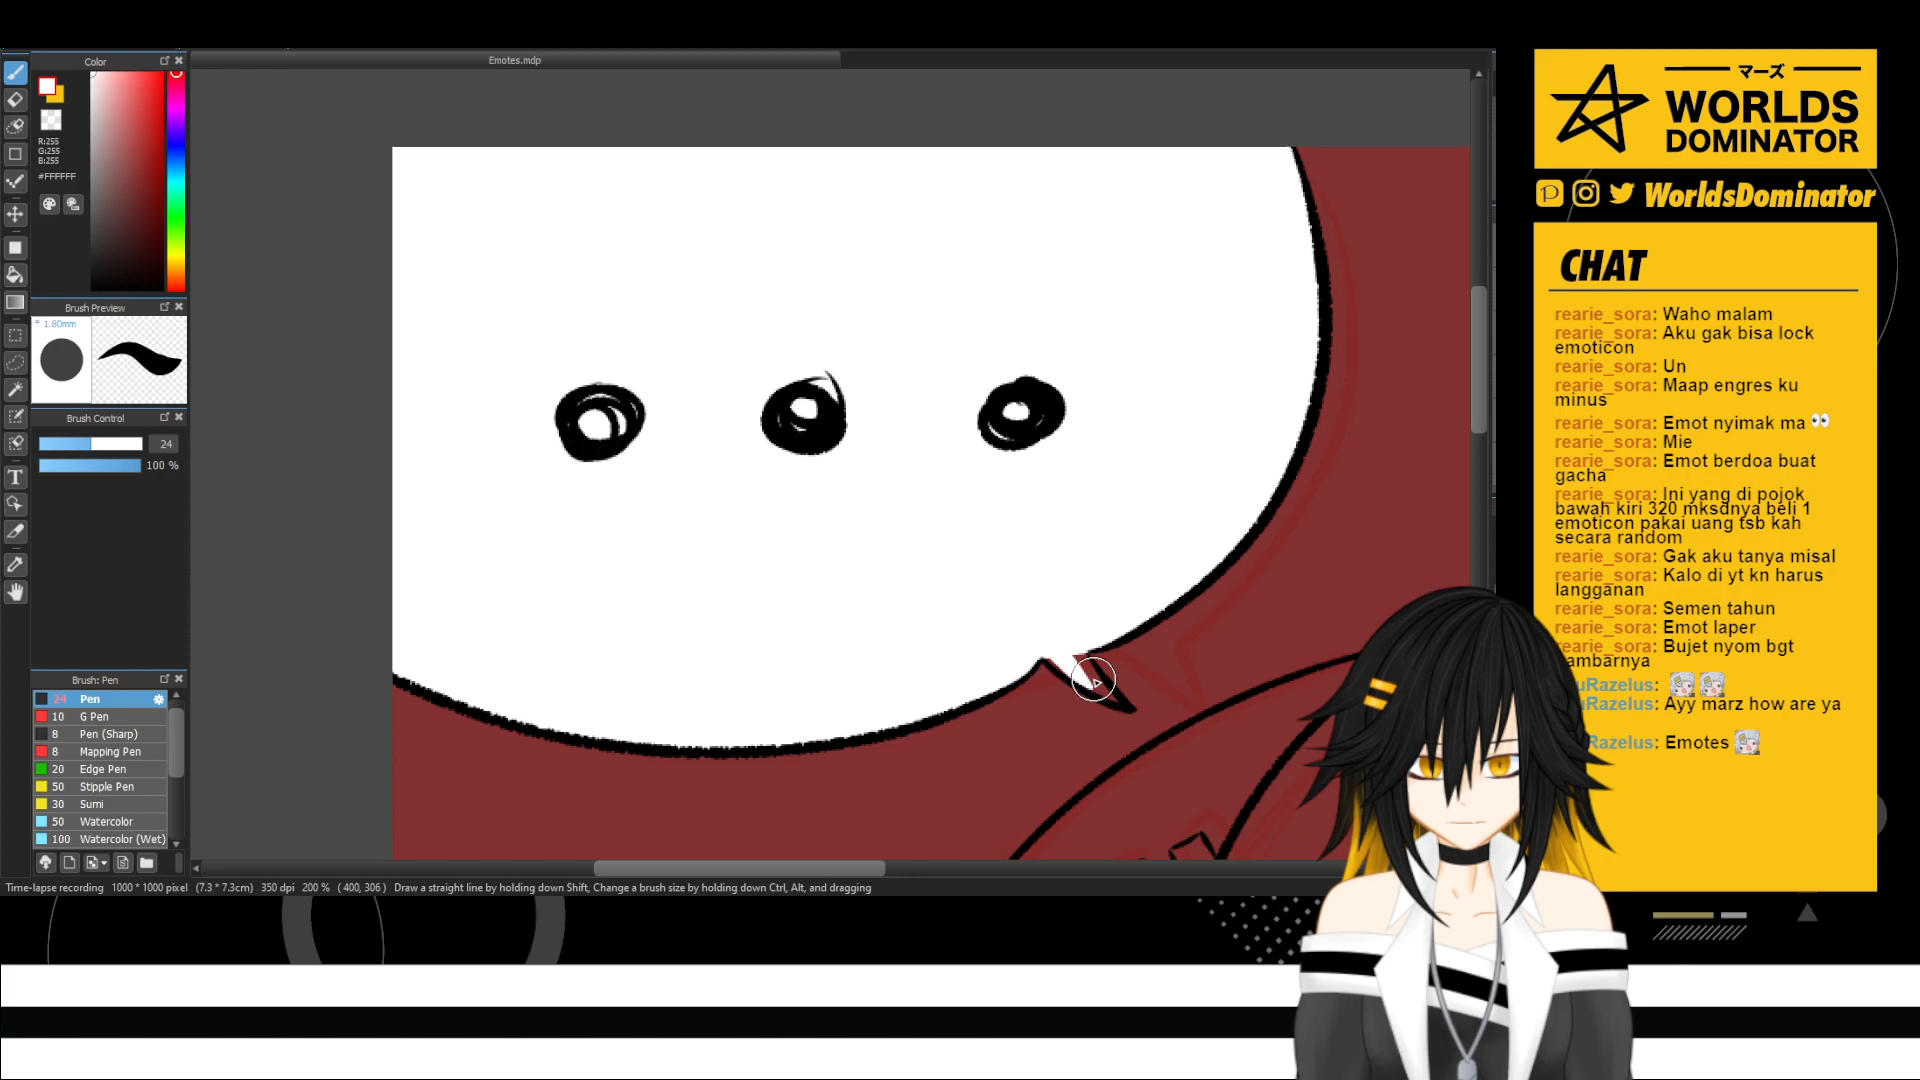 Emotes.mdp
Color
R:255
G:255
B:255
#FFFFFF
Brush Preview
* 1.80mm
Brush Control
24
100 %
Brush: Pen
24 Pen
10 G Pen
8 Pen (Sharp)
8 Mapping Pen
20 Edge Pen
50 Stipple Pen
30 Sumi
50 Watercolor
100 Watercolor (Wet)
Time-lapse recording 1000 * 1000 pixel (7.3 * 7.3cm) 350 dpi 200 % ( 400, 306 ) Draw a straight line by holding down Shift, Change a brush size by holding down Ctrl, Alt, and dragging
マーズ
WORLDS
DOMINATOR
WorldsDominator
CHAT
rearie_sora: Waho malam
rearie_sora: Aku gak bisa lock
emoticon
rearie_sora: Un
rearie_sora: Maap engres ku
minus
rearie_sora: Emot nyimak ma 👀
rearie_sora: Mie
rearie_sora: Emot berdoa buat
gacha
rearie_sora: Ini yang di pojok
bawah kiri 320 mksdnya beli 1
emoticon pakai uang tsb kah
secara random
rearie_sora: Gak aku tanya misal
rearie_sora: Kalo di yt kn harus
langganan
rearie_sora: Semen tahun
rearie_sora: Emot laper
rearie_sora: Bujet nyom bgt
ambarnya
uRazelus:
uRazelus: Ayy marz how are ya
Razelus: Emotes